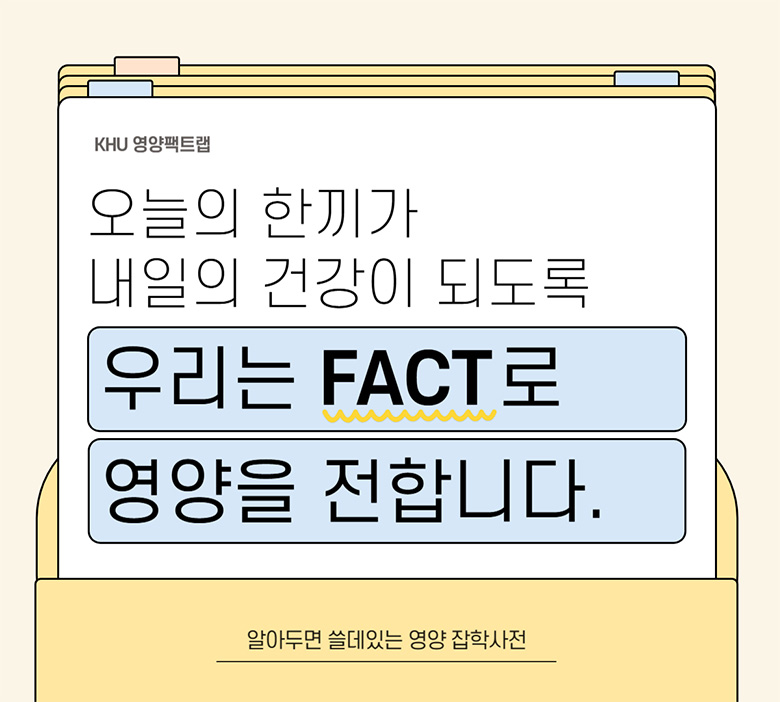 KHU 영양팩트랩
오늘의 한끼가
내일의 건강이 되도록
우리는 FACT로
영양을 전합니다.
알아두면 쓸데있는 영양 잡학사전